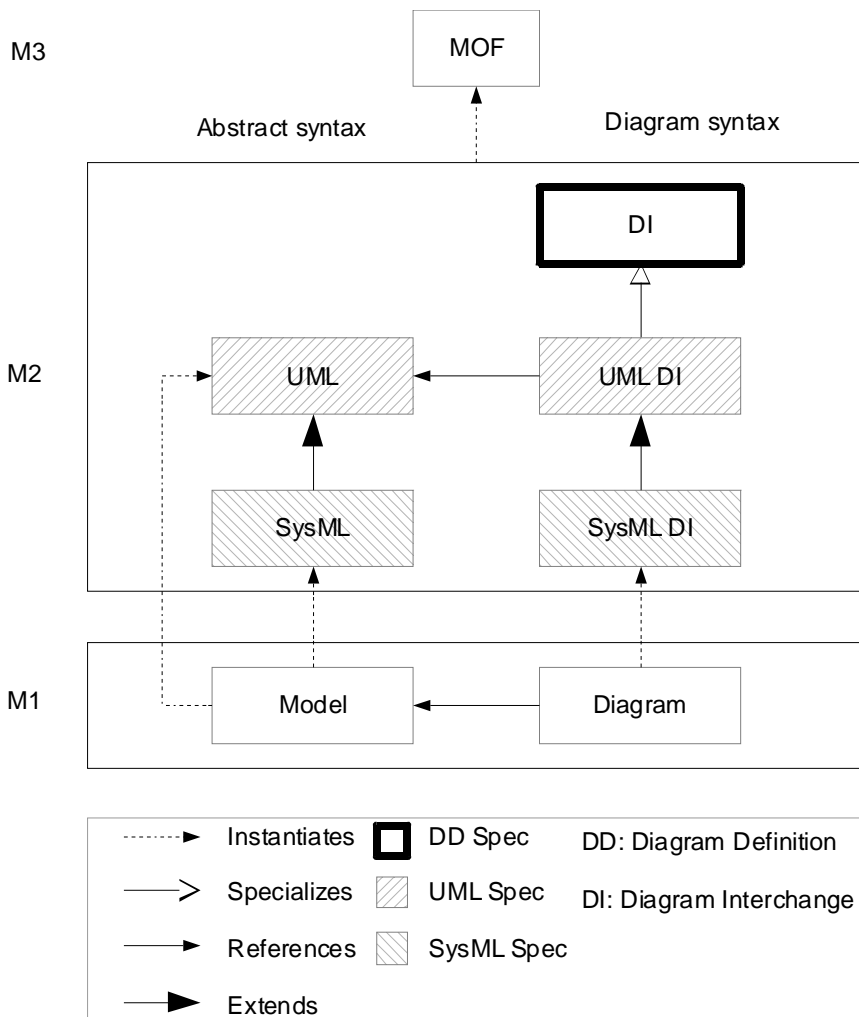 M3
MOF
Abstract syntax
Diagram syntax
DI
M2
UML
UML DI
SysML
SysML DI
M1
Model
Diagram
Instantiates
DD Spec
DD: Diagram Definition
Specializes
UML Spec
DI: Diagram Interchange
References
SysML Spec
Extends